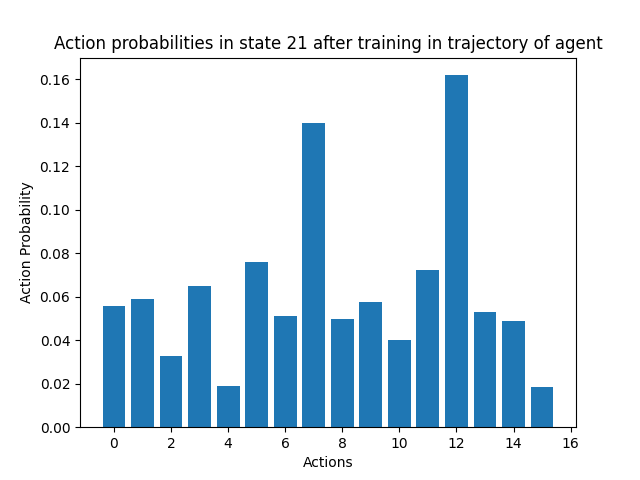 Action probabilities in state 21 after training in trajectory of agent
0.16
0.14
0.12
0.10
0.08
0.06
0.04
0.02
0.00
Action Probability
0 2 4 6 8 10 12 14 16
Actions